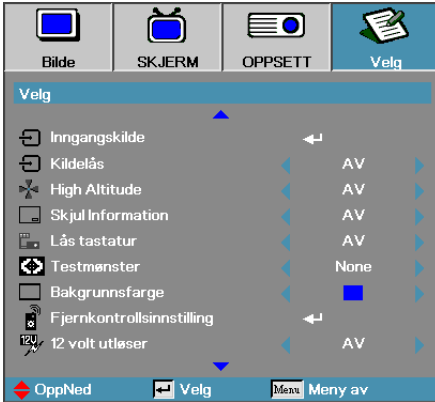 Bilde SKJERM OPPSETT Velg
Velg
Inngangskilde
Kildelås AV
High Altitude AV
Skjul Information AV
Lås tastatur AV
Testmønster None
Bakgrunnsfarge
Fjernkontrollsinnstilling
12V 12 volt utløser AV
OppNed Velg Menu Meny av